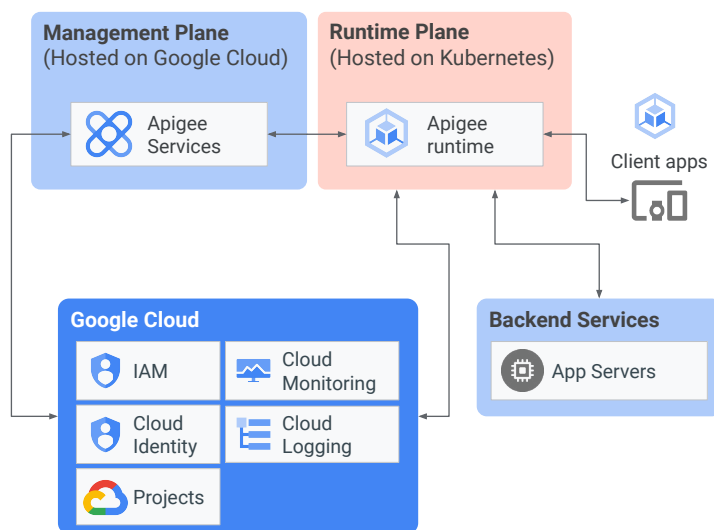 Management Plane
(Hosted on Google Cloud)
Apigee
Services
Runtime Plane
(Hosted on Kubernetes)
Apigee
runtime
Client apps
Google Cloud
IAM
Cloud
Monitoring
Cloud
Identity
Cloud
Logging
Projects
Backend Services
App Servers